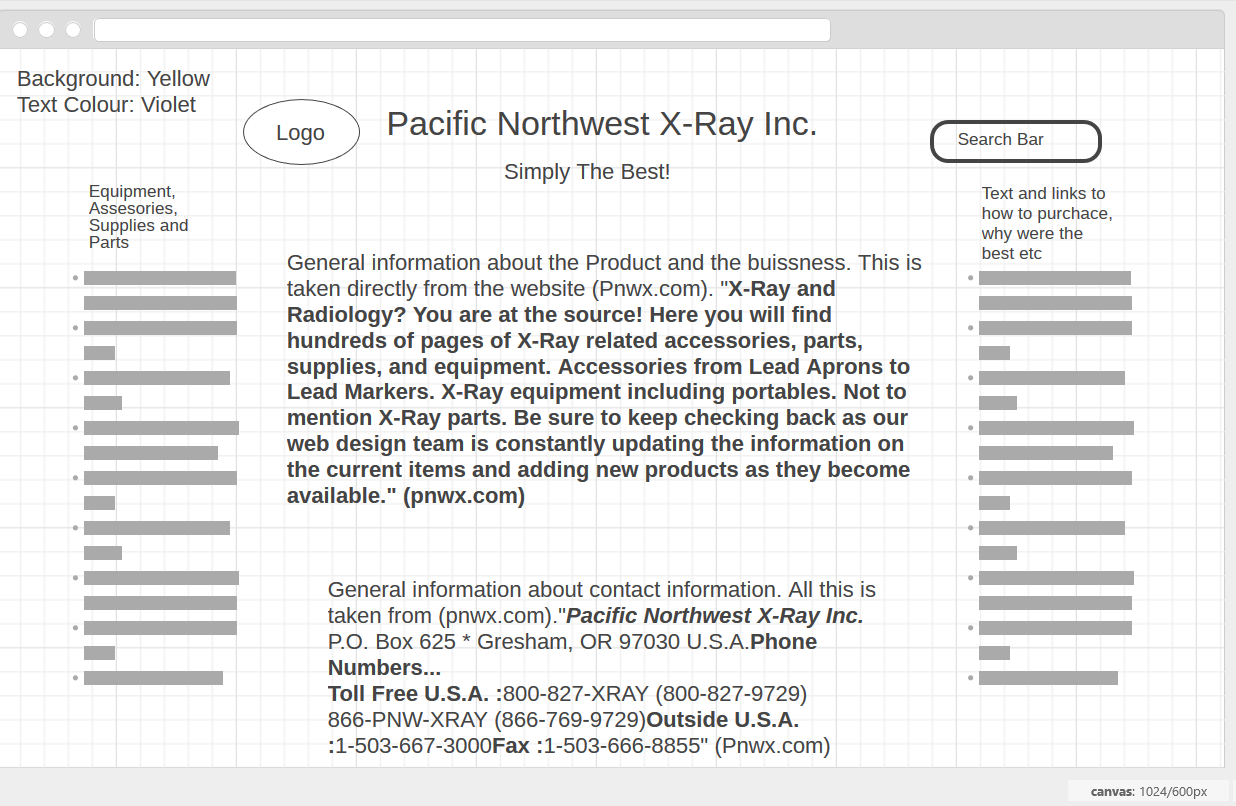 Background: Yellow
Text Colour: Violet
Logo
Pacific Northwest X-Ray Inc.
Simply The Best!
Search Bar
Equipment,
Assesories,
Supplies and
Parts
Text and links to
how to purchace,
why were the
best etc
General information about the Product and the buissness. This is
taken directly from the website (Pnwx.com). "X-Ray and
Radiology? You are at the source! Here you will find
hundreds of pages of X-Ray related accessories, parts,
supplies, and equipment. Accessories from Lead Aprons to
Lead Markers. X-Ray equipment including portables. Not to
mention X-Ray parts. Be sure to keep checking back as our
web design team is constantly updating the information on
the current items and adding new products as they become
available." (pnwx.com)
General information about contact information. All this is
taken from (pnwx.com)."Pacific Northwest X-Ray Inc.
P.O. Box 625 * Gresham, OR 97030 U.S.A.Phone
Numbers...
Toll Free U.S.A. :800-827-XRAY (800-827-9729)
866-PNW-XRAY (866-769-9729)Outside U.S.A.
:1-503-667-3000Fax :1-503-666-8855" (Pnwx.com)
canvas: 1024/600px